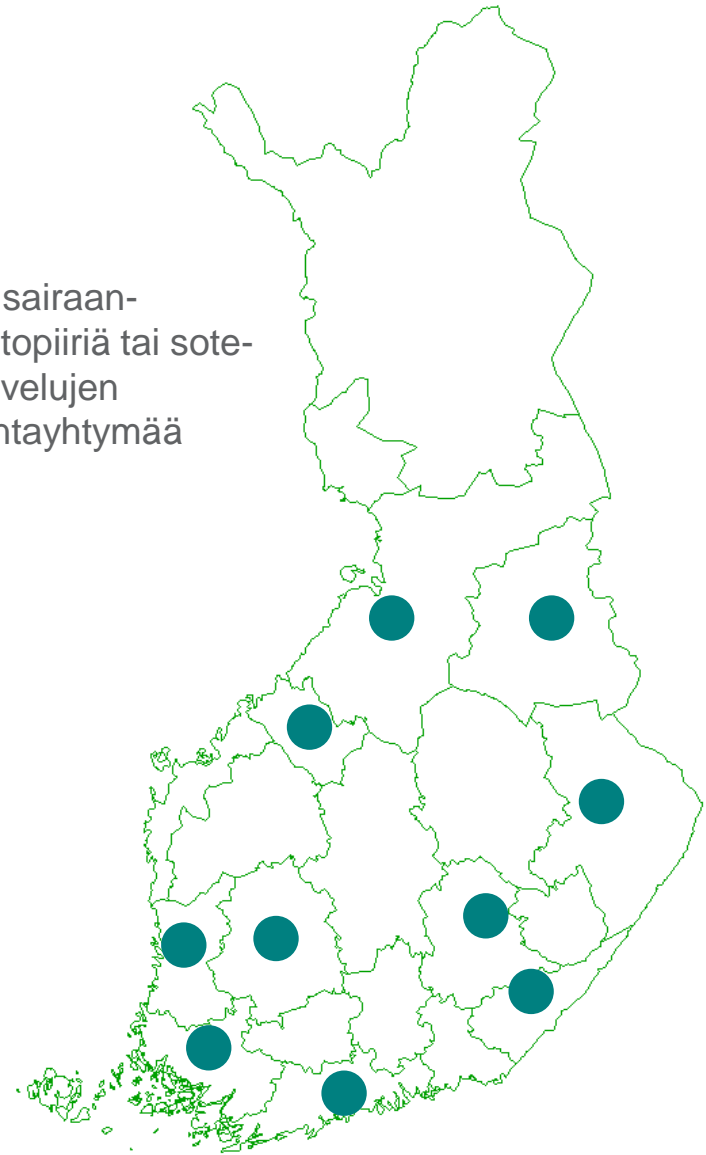 sairaan-
topiiriä tai sote-
velujen
ntayhtymää